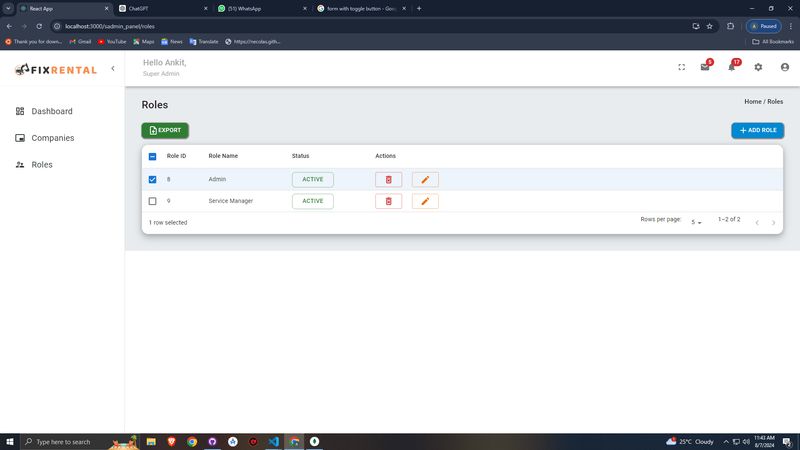 React App
ChatGPT
(51) WhatsApp
form with toggle button - Goo
localhost:3000/sadmin_panel/roles
Paused
Thank you for down...
Gmail
YouTube
Maps
News
Translate
https://necolas.gith...
All Bookmarks
FIXRENTAL
Hello Ankit,
Super Admin
5
17
Dashboard
Companies
Roles
Roles
Home / Roles
EXPORT
ADD ROLE
Role ID Role Name Status Actions
8 Admin ACTIVE
9 Service Manager ACTIVE
1 row selected
Rows per page: 5 1–2 of 2
Type here to search
25°C Cloudy
11:43 AM
8/7/2024